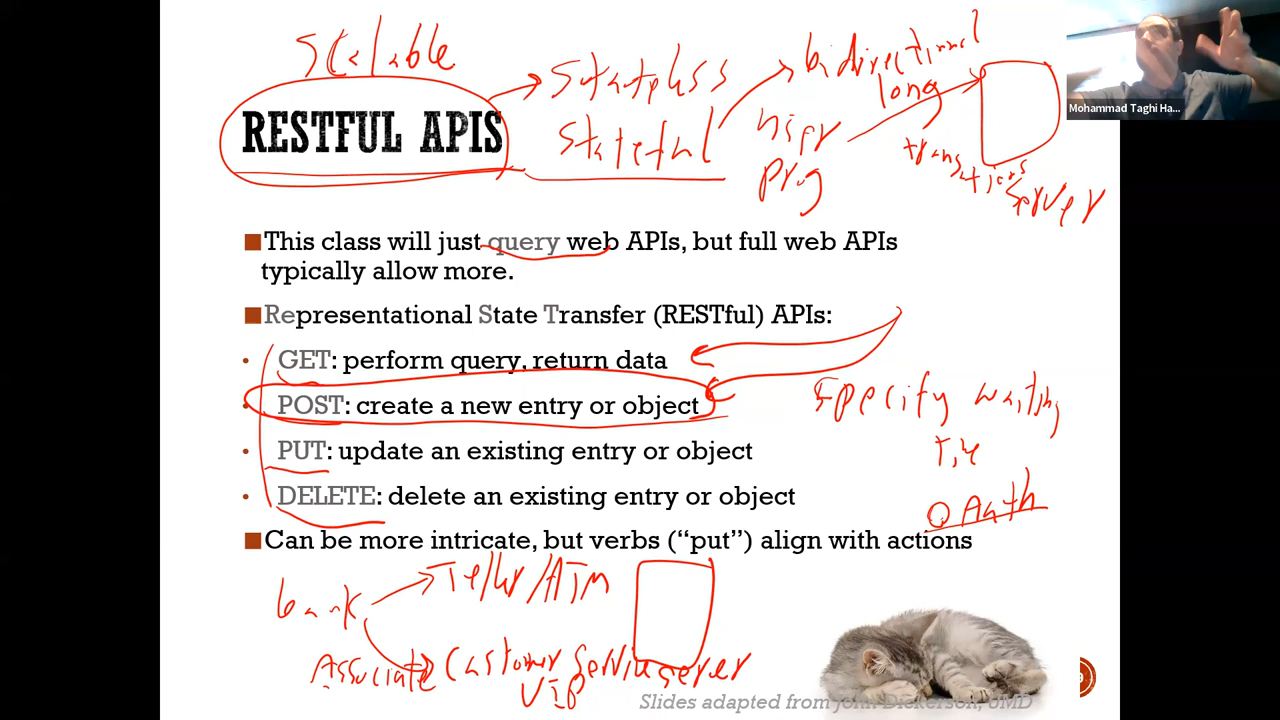 Scalable
RESTFUL APIS
Stateless
Stateful
bidirectional
long
transactions
user
prog
server
Mohammad Taghi Ha...
■This class will just query web APIs, but full web APIs
typically allow more.
■Representational State Transfer (RESTful) APIs:
• GET: perform query, return data
• POST: create a new entry or object
• PUT: update an existing entry or object
• DELETE: delete an existing entry or object
specify waiting
OAuth
■Can be more intricate, but verbs (“put”) align with actions
bank
Teller/ATM
Associate
Customer Service
server
VIP
Slides adapted from John Dickerson, UMD